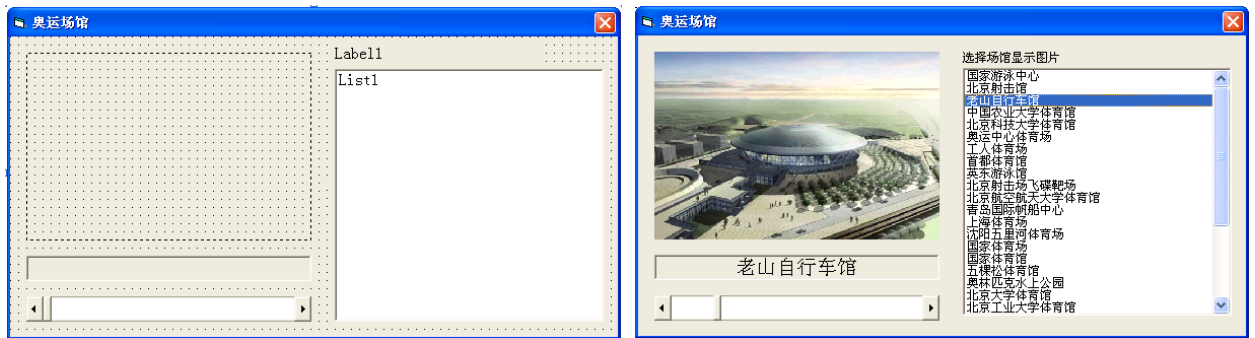 奥运场馆
Label1
List1
奥运场馆
选择场馆显示图片
国家游泳中心
北京射击馆
老山自行车馆
中国农业大学体育馆
北京科技大学体育馆
奥运中心体育场
工人体育场
首都体育馆
英东游泳馆
北京射击场飞碟靶场
北京航空航天大学体育馆
青岛国际帆船中心
上海体育场
沈阳五里河体育场
国家体育场
国家体育馆
五棵松体育馆
奥林匹克水上公园
北京大学体育馆
北京工业大学体育馆
老山自行车馆